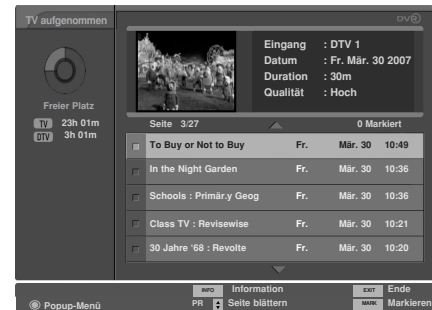 TV aufgenommen
DVR
Freier Platz
TV 23h 01m
DTV 3h 01m
Eingang : DTV 1
Datum : Fr. Mär. 30 2007
Duration : 30m
Qualität : Hoch
Seite 3/27 0 Markiert
To Buy or Not to Buy Fr. Mär. 30 10:49
In the Night Garden Fr. Mär. 30 10:36
Schools : Primär.y Geog Fr. Mär. 30 10:36
Class TV : Revisewise Fr. Mär. 30 10:21
30 Jahre '68 : Revolte Fr. Mär. 30 10:20
Popup-Menü
INFO Information
PR Seite blättern
EXIT Ende
MARK Markieren